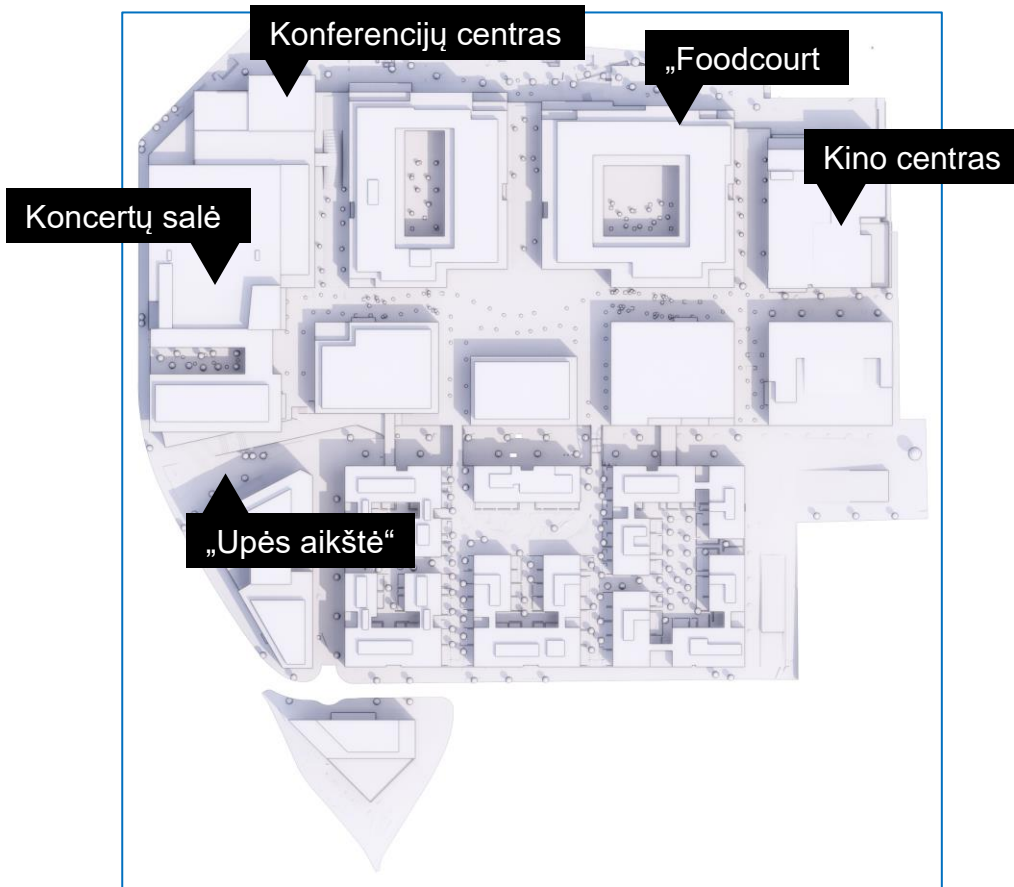 Konferencijų centras
„Foodcourt
Kino centras
Koncertų salė
„Upės aikštė“